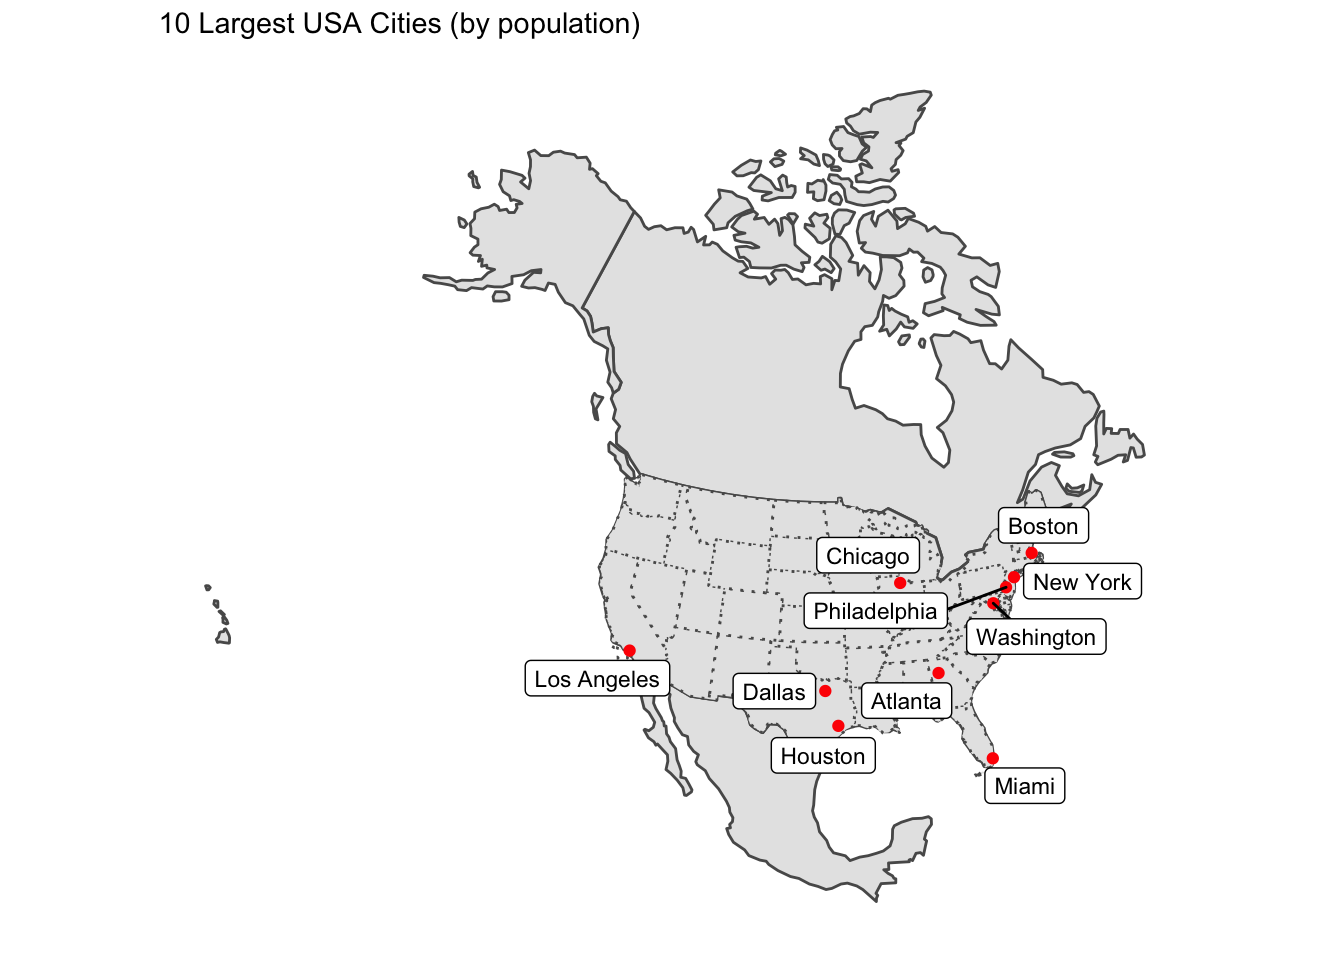 10 Largest USA Cities (by population)
Boston
Chicago
New York
Philadelphia
Washington
Los Angeles
Dallas
Atlanta
Houston
Miami